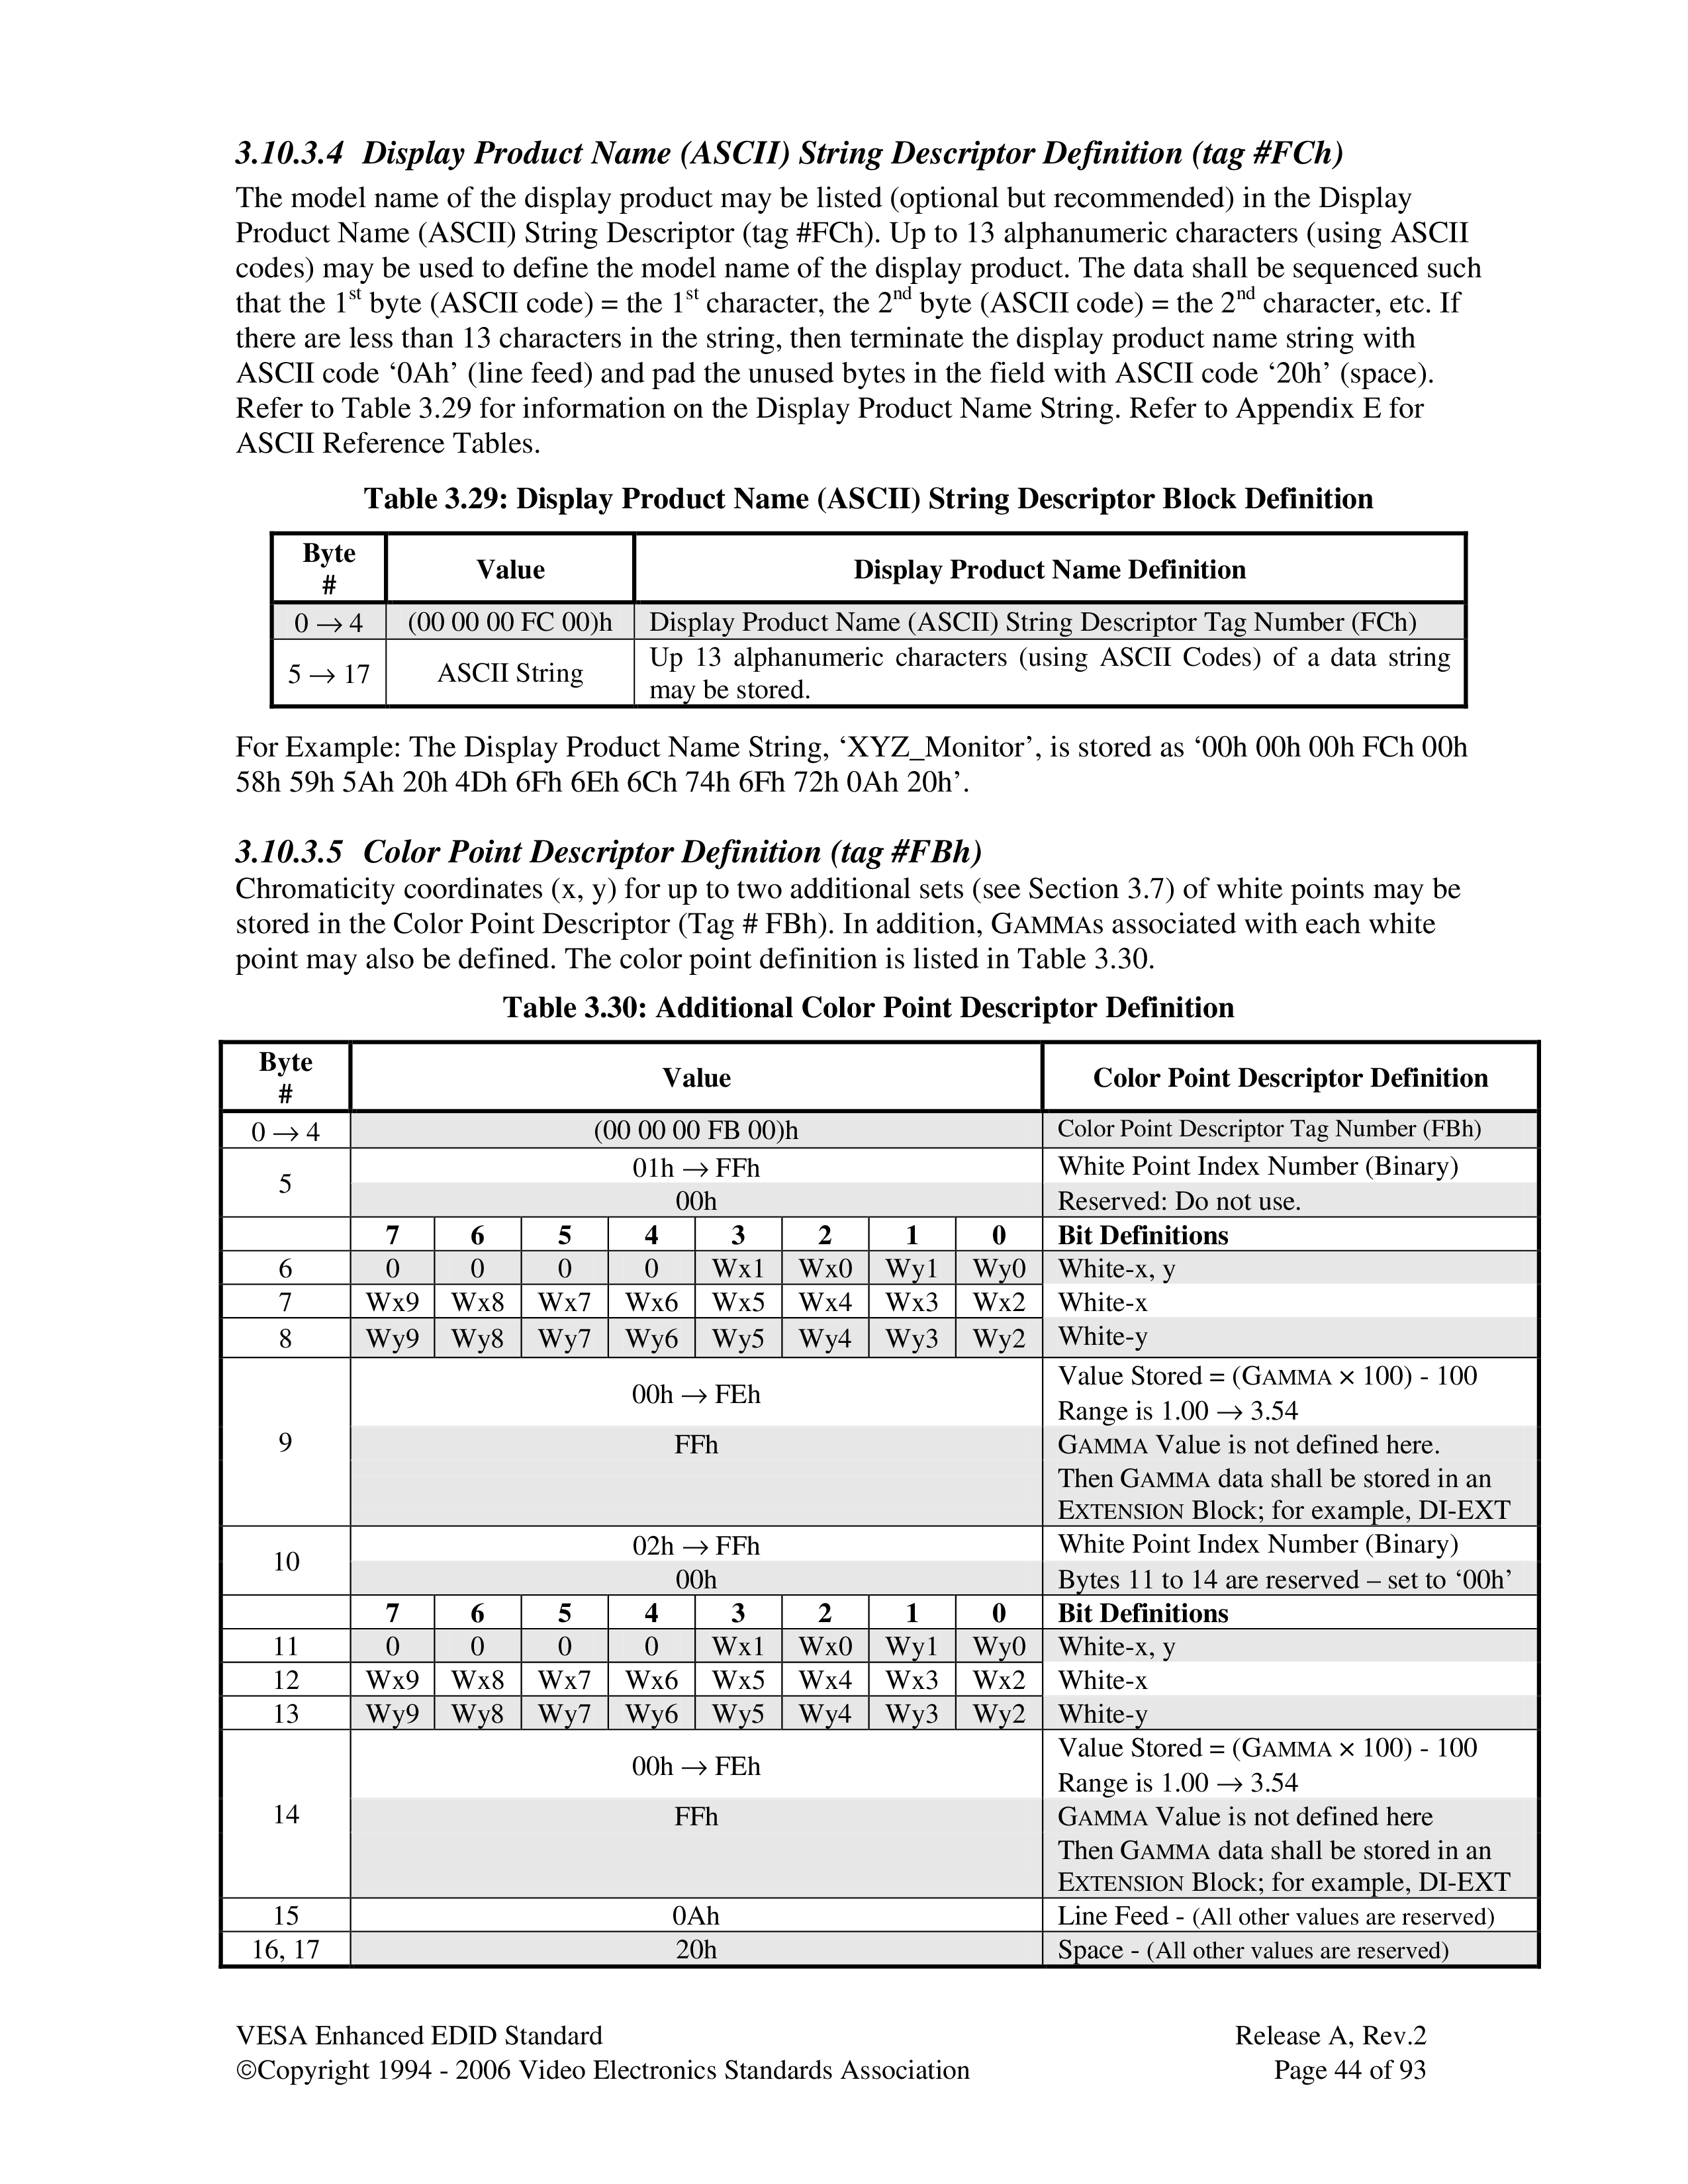 3.10.3.4 Display Product Name (ASCII) String Descriptor Definition (tag #FCh)
The model name of the display product may be listed (optional but recommended) in the Display
Product Name (ASCII) String Descriptor (tag #FCh). Up to 13 alphanumeric characters (using ASCII
codes) may be used to define the model name of the display product. The data shall be sequenced such
that the 1st byte (ASCII code) = the 1st character, the 2nd byte (ASCII code) = the 2nd character, etc. If
there are less than 13 characters in the string, then terminate the display product name string with
ASCII code ‘0Ah’ (line feed) and pad the unused bytes in the field with ASCII code ‘20h’ (space).
Refer to Table 3.29 for information on the Display Product Name String. Refer to Appendix E for
ASCII Reference Tables.
Table 3.29: Display Product Name (ASCII) String Descriptor Block Definition
Byte # Value Display Product Name Definition
0 → 4 (00 00 00 FC 00)h Display Product Name (ASCII) String Descriptor Tag Number (FCh)
5 → 17 ASCII String Up 13 alphanumeric characters (using ASCII Codes) of a data string
may be stored.
For Example: The Display Product Name String, ‘XYZ_Monitor’, is stored as ‘00h 00h 00h FCh 00h
58h 59h 5Ah 20h 4Dh 6Fh 6Eh 6Ch 74h 6Fh 72h 0Ah 20h’.
3.10.3.5 Color Point Descriptor Definition (tag #FBh)
Chromaticity coordinates (x, y) for up to two additional sets (see Section 3.7) of white points may be
stored in the Color Point Descriptor (Tag # FBh). In addition, GAMMAs associated with each white
point may also be defined. The color point definition is listed in Table 3.30.
Table 3.30: Additional Color Point Descriptor Definition
Byte # Value Color Point Descriptor Definition
0 → 4 (00 00 00 FB 00)h Color Point Descriptor Tag Number (FBh)
5 01h → FFh White Point Index Number (Binary)
00h Reserved: Do not use.
7 6 5 4 3 2 1 0 Bit Definitions
6 0 0 0 0 Wx1 Wx0 Wy1 Wy0 White-x, y
7 Wx9 Wx8 Wx7 Wx6 Wx5 Wx4 Wx3 Wx2 White-x
8 Wy9 Wy8 Wy7 Wy6 Wy5 Wy4 Wy3 Wy2 White-y
9 00h → FEh Value Stored = (GAMMA × 100) - 100
Range is 1.00 → 3.54
FFh GAMMA Value is not defined here.
Then GAMMA data shall be stored in an
EXTENSION Block; for example, DI-EXT
10 02h → FFh White Point Index Number (Binary)
00h Bytes 11 to 14 are reserved – set to ‘00h’
7 6 5 4 3 2 1 0 Bit Definitions
11 0 0 0 0 Wx1 Wx0 Wy1 Wy0 White-x, y
12 Wx9 Wx8 Wx7 Wx6 Wx5 Wx4 Wx3 Wx2 White-x
13 Wy9 Wy8 Wy7 Wy6 Wy5 Wy4 Wy3 Wy2 White-y
14 00h → FEh Value Stored = (GAMMA × 100) - 100
Range is 1.00 → 3.54
FFh GAMMA Value is not defined here
Then GAMMA data shall be stored in an
EXTENSION Block; for example, DI-EXT
15 0Ah Line Feed - (All other values are reserved)
16, 17 20h Space - (All other values are reserved)
VESA Enhanced EDID Standard Release A, Rev.2
©Copyright 1994 - 2006 Video Electronics Standards Association Page 44 of 93